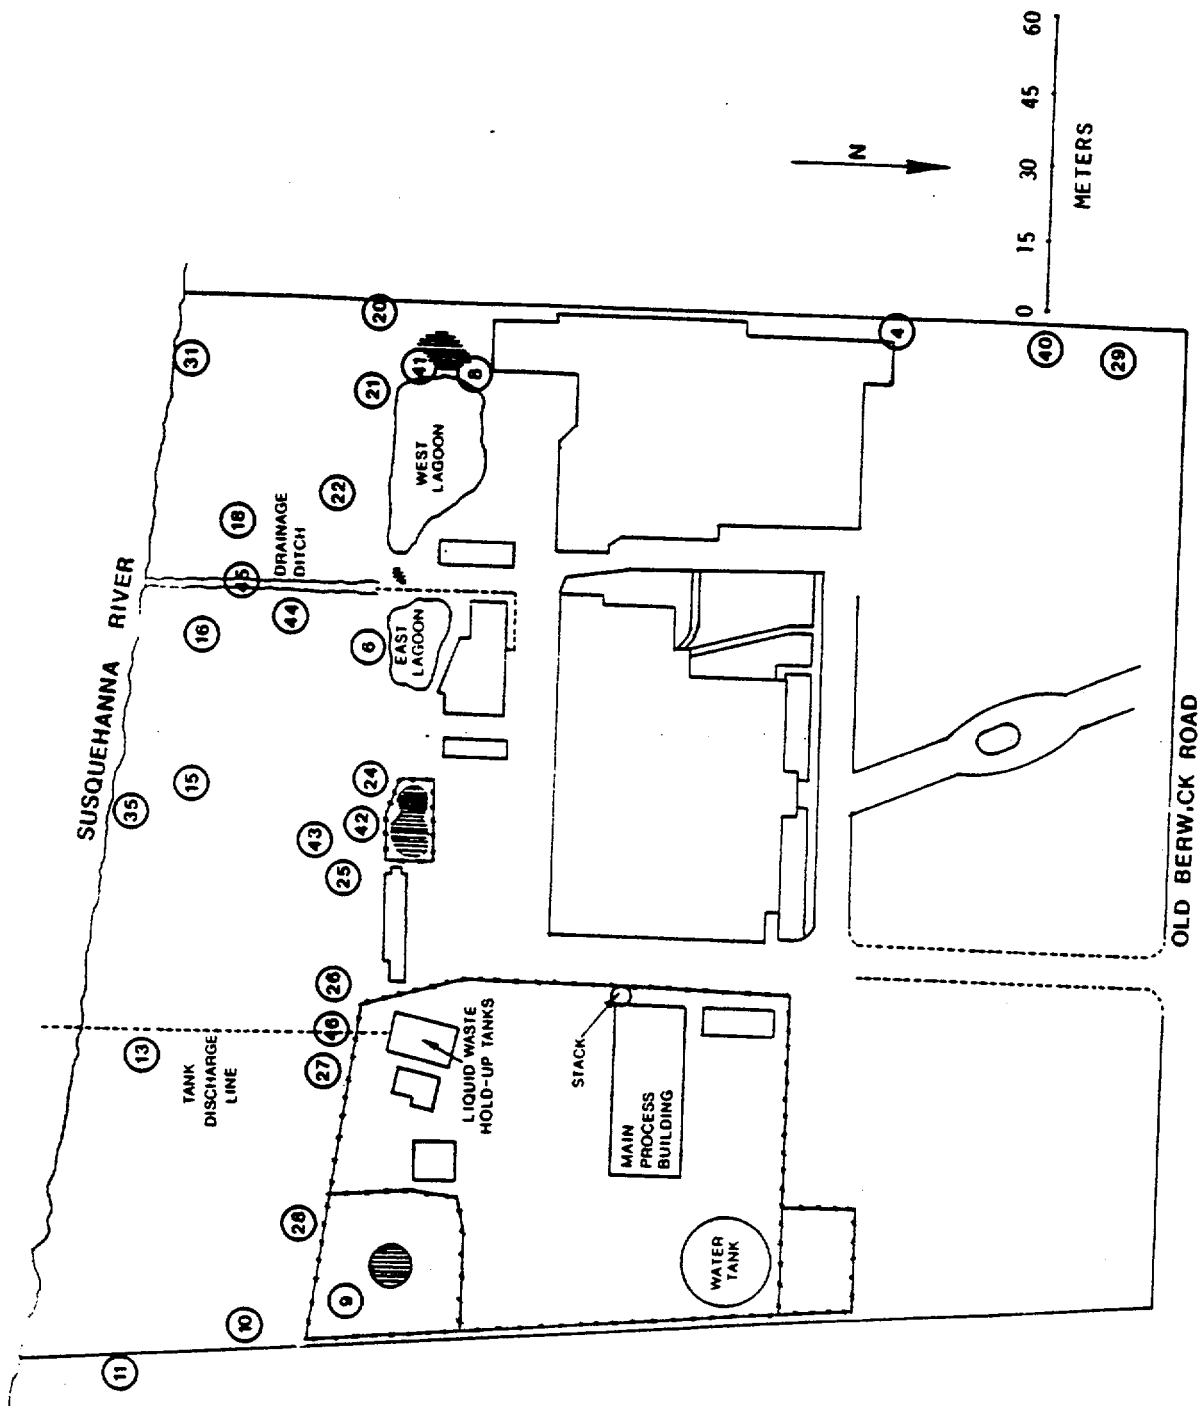 SUSQUEHANNA RIVER
31
20
21
41
8
WEST
LAGOON
22
18
DRAINAGE
DITCH
45
44
16
6
EAST
LAGOON
4
40
29
0 15 30 45 60
METERS
N
35
15
24
42
43
25
26
46
27
13
TANK
DISCHARGE
LINE
LIQUID WASTE
HOLD-UP TANKS
STACK
MAIN
PROCESS
BUILDING
WATER
TANK
28
9
10
11
OLD BERW.CK ROAD